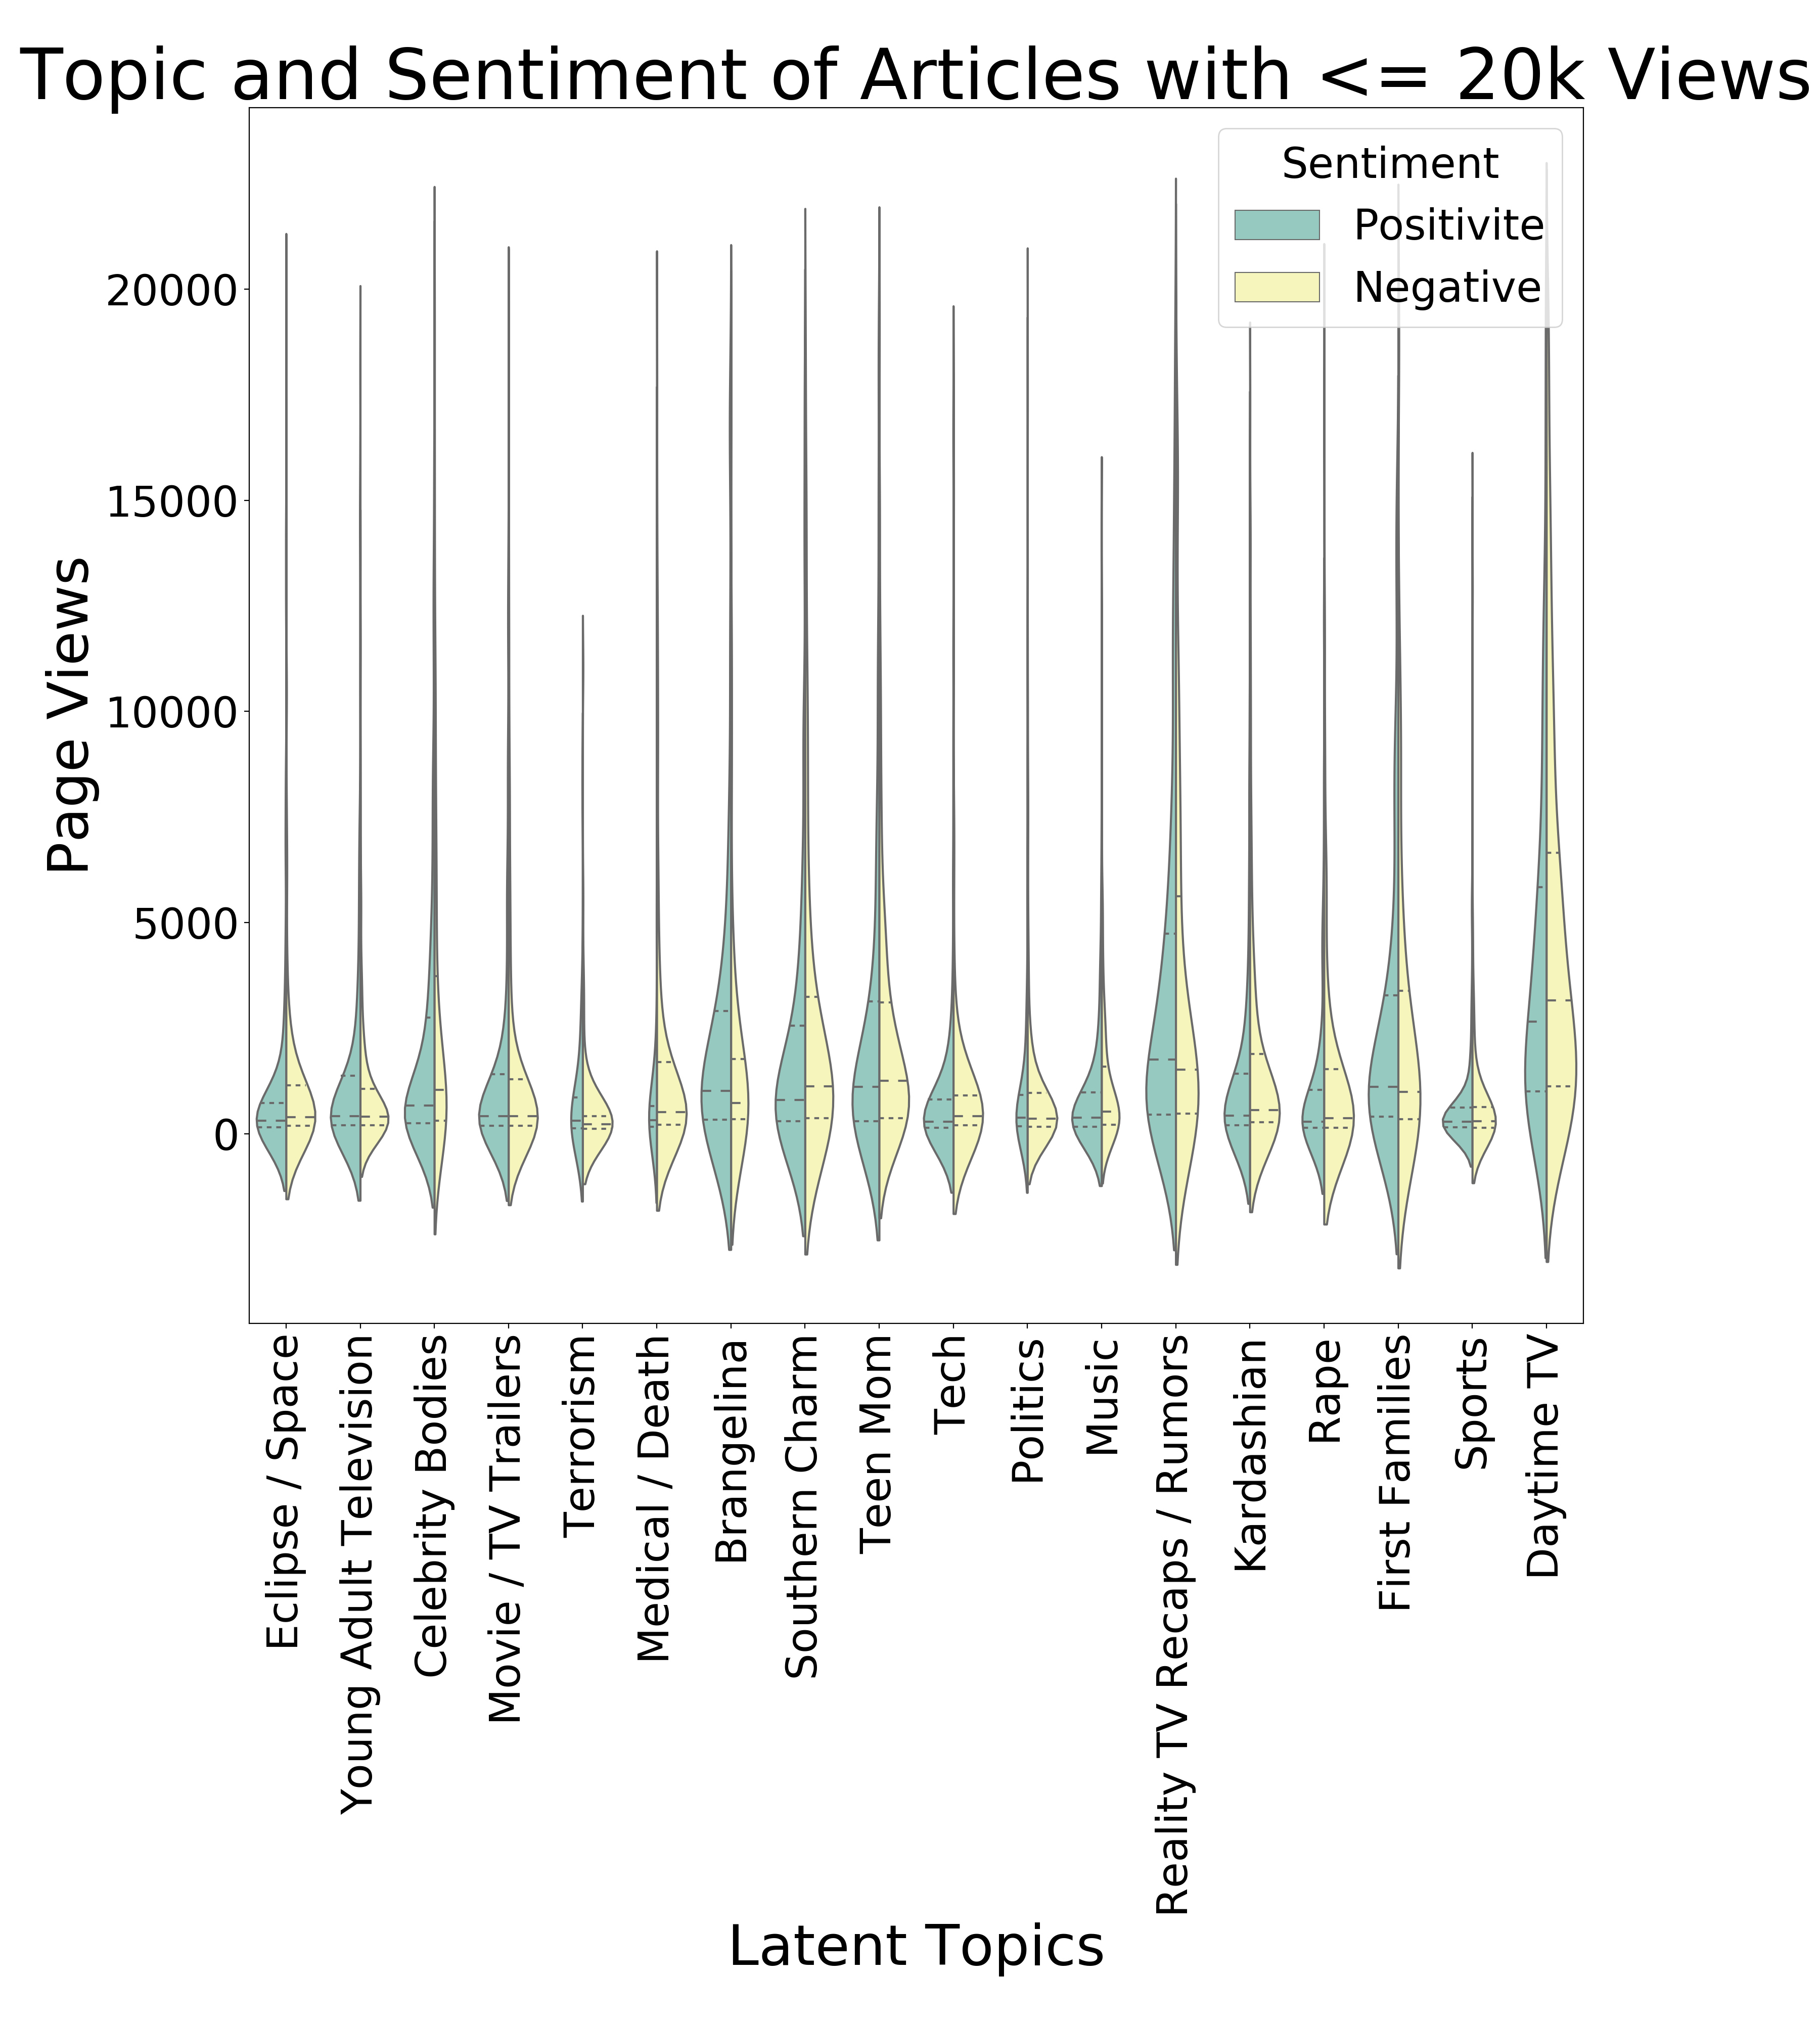 Topic and Sentiment of Articles with <= 20k Views
Sentiment
Positivite
Negative
Page Views
20000
15000
10000
5000
0
Eclipse / Space
Young Adult Television
Celebrity Bodies
Movie / TV Trailers
Terrorism
Medical / Death
Brangelina
Southern Charm
Teen Mom
Tech
Politics
Music
Reality TV Recaps / Rumors
Kardashian
Rape
First Families
Sports
Daytime TV
Latent Topics